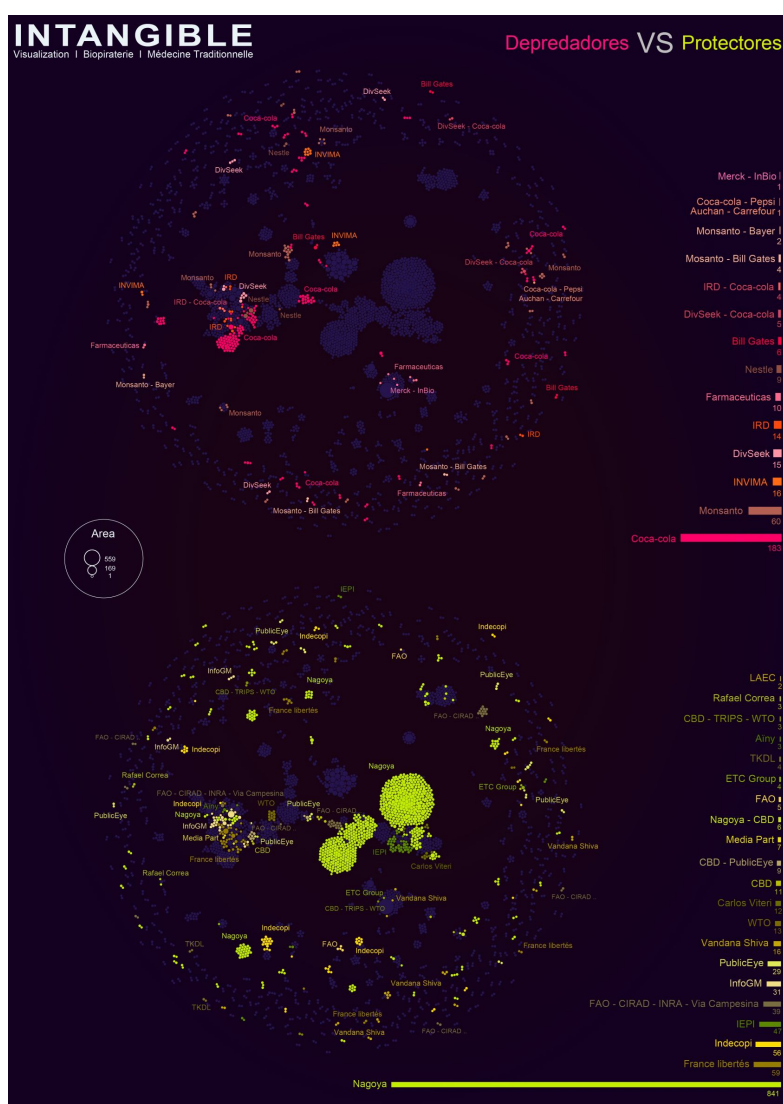 INTANGIBLE
Visualization I Biopiraterie I Médecine Traditionnelle
Depredadores VS Protectores
Bill Gates
DivSeek
Coca-cola
DivSeek - Coca-cola
Monsanto
Nestle
INVIMA
DivSeek
Merck - InBio
1
Coca-cola - Pepsi
Auchan - Carrefour
1
Monsanto - Bayer
2
Mosanto - Bill Gates
4
IRD - Coca-cola
4
DivSeek - Coca-cola
5
Bill Gates
6
Nestle
9
Farmaceuticas
10
IRD
14
DivSeek
15
INVIMA
16
Monsanto
60
Coca-cola
183
Bill Gates
INVIMA
Coca-cola
Monsanto
DivSeek - Coca-cola
Monsanto
Monsanto
IRD
INVIMA
DivSeek
Coca-cola
Coca-cola - Pepsi
Auchan - Carrefour
IRD - Coca-cola
Nestle
Nestle
IRD
Coca-cola
Farmaceuticas
Coca-cola
Farmaceuticas
Monsanto - Bayer
Merck - InBio
Bill Gates
Monsanto
IRD
Mosanto - Bill Gates
DivSeek
Coca-cola
Farmaceuticas
Mosanto - Bill Gates
Area
559
169
1
IEPI
PublicEye
Indecopi
Indecopi
FAO
InfoGM
Nagoya
PublicEye
CBD - TRIPS - WTO
France libertés
FAO - CIRAD
Nagoya
FAO - CIRAD ..
InfoGM
Indecopi
France libertés
Rafael Correa
Nagoya
FAO - CIRAD - INRA - Via Campesina
ETC Group
Indecopi
Ainy
WTO
PublicEye
PublicEye
PublicEye
Nagoya
FAO - CIRAD ..
InfoGM
FAO - CIRAD ..
Media Part
PublicEye
CBD
IEPI
Vandana Shiva
France libertés
Carlos Viteri
Rafael Correa
ETC Group
Vandana Shiva
FAO - CIRAD ..
CBD - TRIPS - WTO
Nagoya
Indecopi
TKDL
FAO
Indecopi
France libertés
Vandana Shiva
TKDL
France libertés
Vandana Shiva
FAO - CIRAD ..
LAEC
2
Rafael Correa
3
CBD - TRIPS - WTO
3
Ainy
3
TKDL
4
ETC Group
4
FAO
5
Nagoya - CBD
6
Media Part
7
CBD - PublicEye
9
CBD
11
Carlos Viteri
12
WTO
13
Vandana Shiva
16
PublicEye
29
InfoGM
31
FAO - CIRAD - INRA - Via Campesina
39
IEPI
47
Indecopi
56
France libertés
59
Nagoya
841